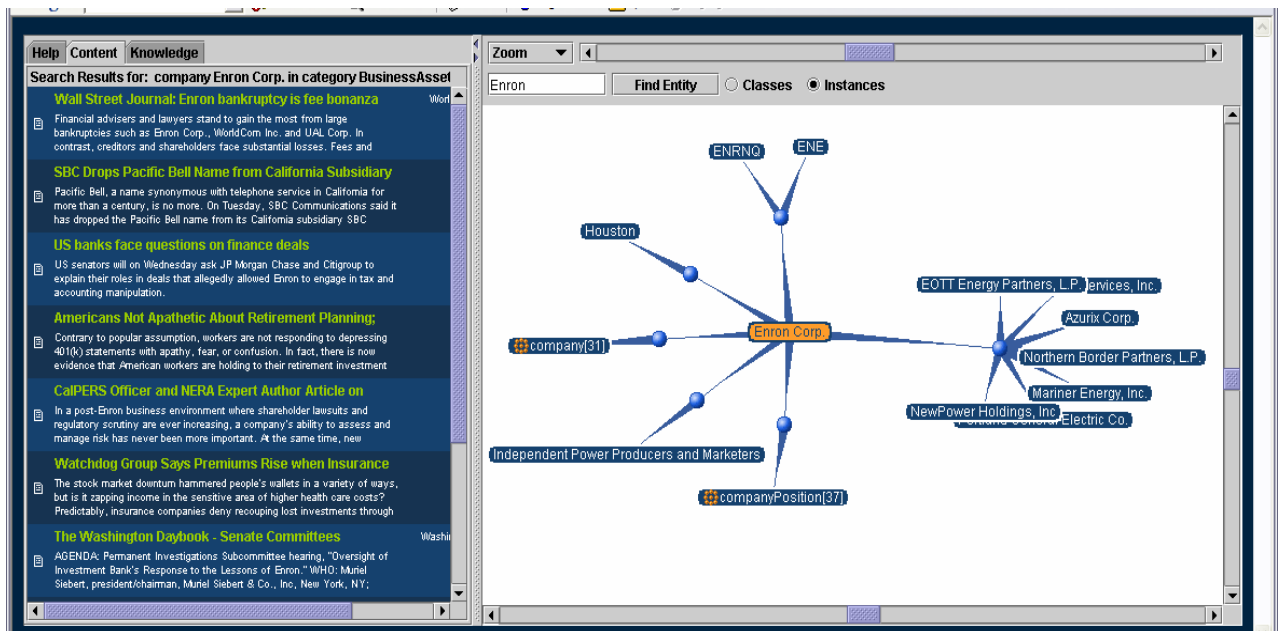 Help Content Knowledge
Search Results for: company Enron Corp. in category BusinessAsset
Wall Street Journal: Enron bankruptcy is fee bonanza
Financial advisers and lawyers stand to gain the most from large
bankruptcies such as Enron Corp., WorldCom Inc. and UAL Corp. In
contrast, creditors and shareholders face substantial losses. Fees and
SBC Drops Pacific Bell Name from California Subsidiary
Pacific Bell, a name synonymous with telephone service in California for
more than a century, is no more. On Tuesday, SBC Communications said it
has dropped the Pacific Bell name from its California subsidiary SBC
US banks face questions on finance deals
US senators will on Wednesday ask JP Morgan Chase and Citigroup to
explain their roles in deals that allegedly allowed Enron to engage in tax and
accounting manipulation.
Americans Not Apathetic About Retirement Planning;
Contrary to popular assumption, workers are not responding to depressing
401(k) statements with apathy, fear, or confusion. In fact, there is now
evidence that American workers are holding to their retirement investment
CalPERS Officer and NERA Expert Author Article on
In a post-Enron business environment where shareholder lawsuits and
regulatory scrutiny are ever increasing, a company's ability to assess and
manage risk has never been more important. At the same time, new
Watchdog Group Says Premiums Rise when Insurance
The stock market downturn hammered people's wallets in a variety of ways,
but is it zapping income in the sensitive area of higher health care costs?
Predictably, insurance companies deny recouping lost investments through
The Washington Daybook - Senate Committees
AGENDA: Permanent Investigations Subcommittee hearing, "Oversight of
Investment Bank's Response to the Lessons of Enron." WHO: Muriel
Siebert, president/chairman, Muriel Siebert & Co., Inc, New York, NY;
Zoom
Enron Find Entity Classes Instances
ENRNQ
ENE
Houston
EOTT Energy Partners, L.P.
ervices, Inc.
Azurix Corp.
Enron Corp.
company[31]
Northern Border Partners, L.P.
Mariner Energy, Inc.
NewPower Holdings, Inc
Electric Co.
Independent Power Producers and Marketers
companyPosition[37]